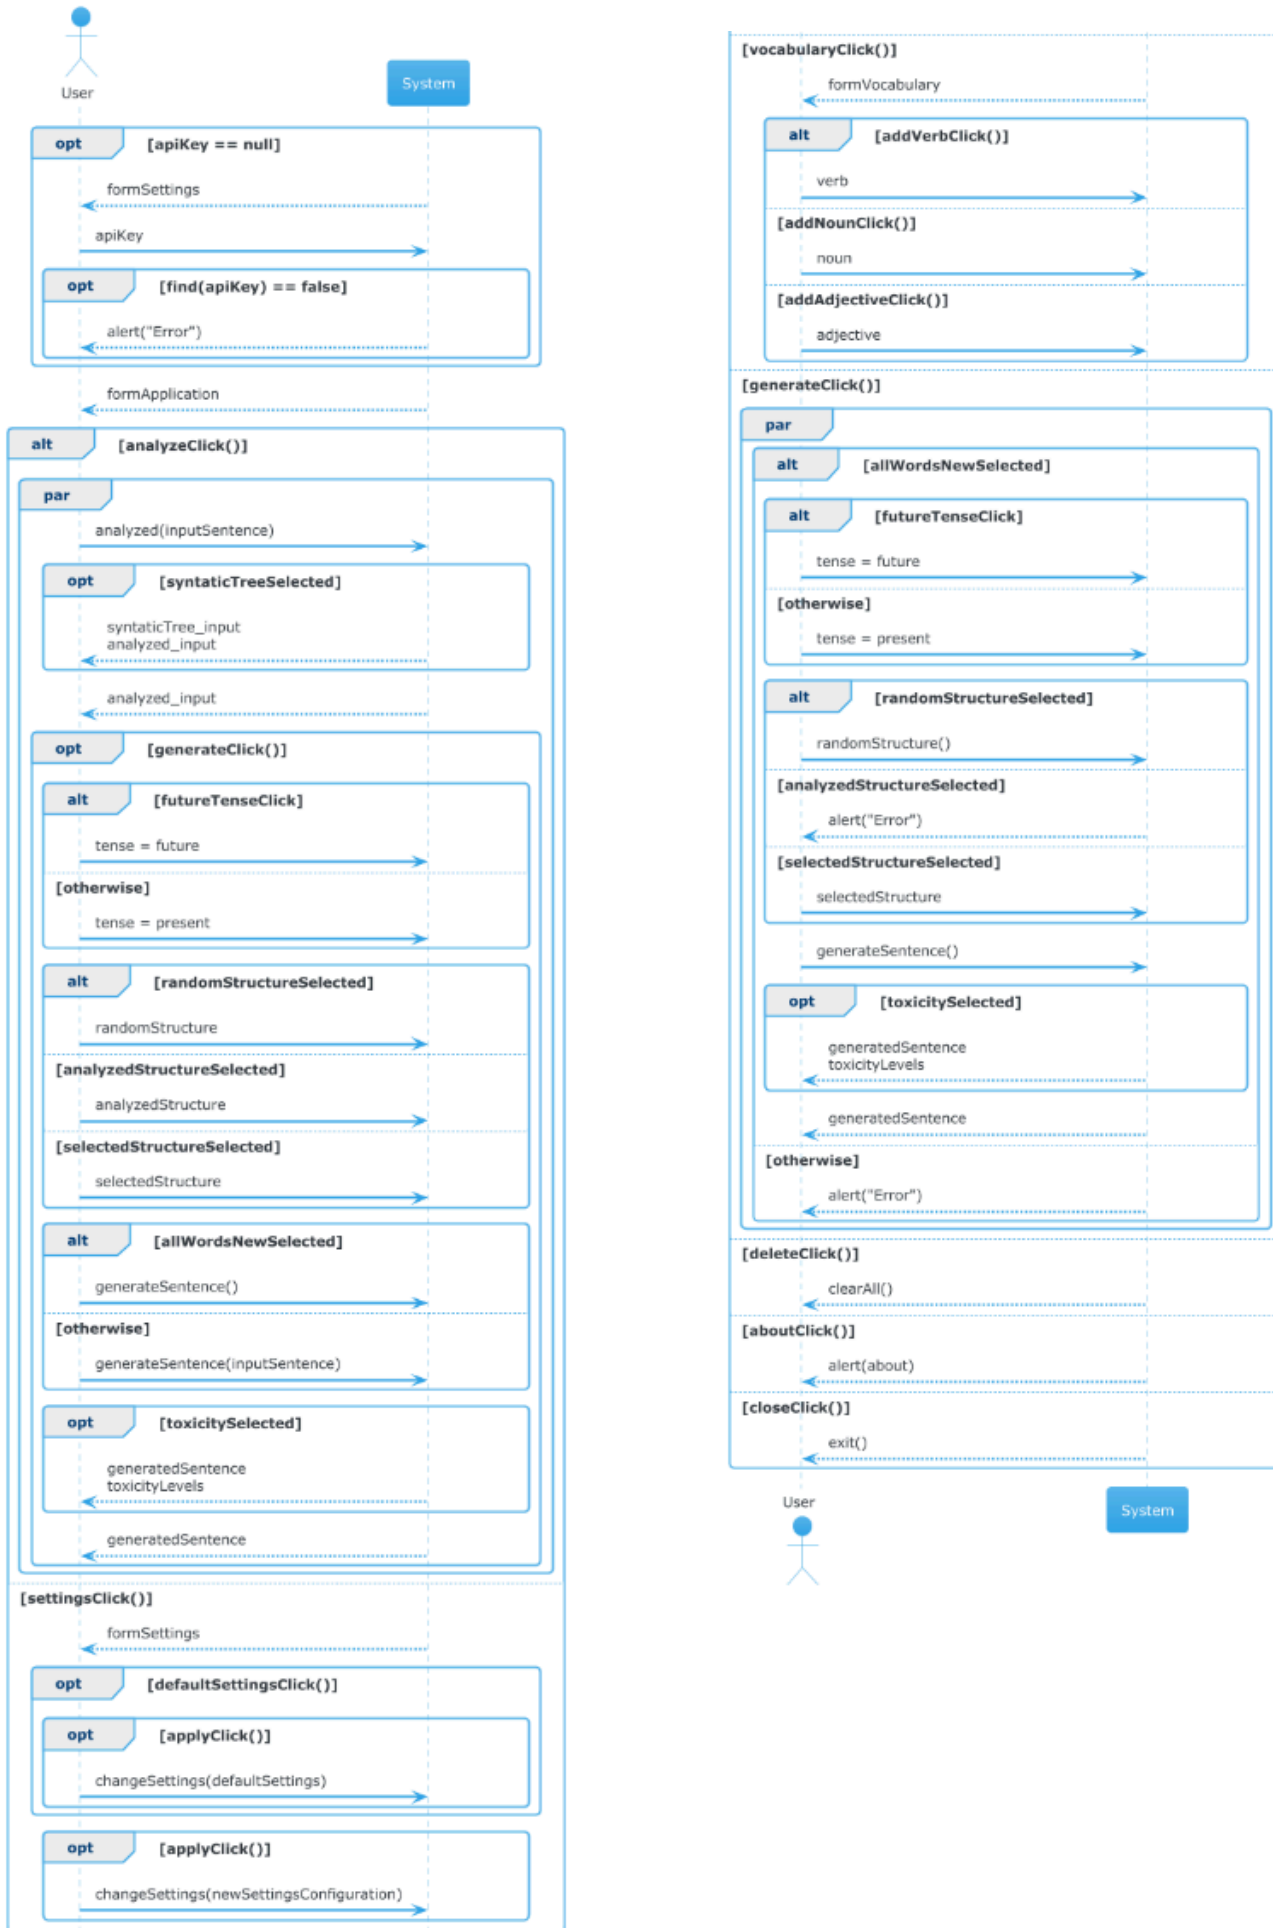 User
System
opt [apiKey == null]
formSettings
apiKey
opt [find(apiKey) == false]
alert("Error")
formApplication
alt [analyzeClick()]
par
analyzed(inputSentence)
opt [syntaticTreeSelected]
syntaticTree_input
analyzed_input
analyzed_input
opt [generateClick()]
alt [futureTenseClick]
tense = future
[otherwise]
tense = present
alt [randomStructureSelected]
randomStructure
[analyzedStructureSelected]
analyzedStructure
[selectedStructureSelected]
selectedStructure
alt [allWordsNewSelected]
generateSentence()
[otherwise]
generateSentence(inputSentence)
opt [toxicitySelected]
generatedSentence
toxicityLevels
generatedSentence
[settingsClick()]
formSettings
opt [defaultSettingsClick()]
opt [applyClick()]
changeSettings(defaultSettings)
opt [applyClick()]
changeSettings(newSettingsConfiguration)
[vocabularyClick()]
formVocabulary
alt [addVerbClick()]
verb
[addNounClick()]
noun
[addAdjectiveClick()]
adjective
[generateClick()]
par
alt [allWordsNewSelected]
alt [futureTenseClick]
tense = future
[otherwise]
tense = present
alt [randomStructureSelected]
randomStructure()
[analyzedStructureSelected]
alert("Error")
[selectedStructureSelected]
selectedStructure
generateSentence()
opt [toxicitySelected]
generatedSentence
toxicityLevels
generatedSentence
[otherwise]
alert("Error")
[deleteClick()]
clearAll()
[aboutClick()]
alert(about)
[closeClick()]
exit()
User
System